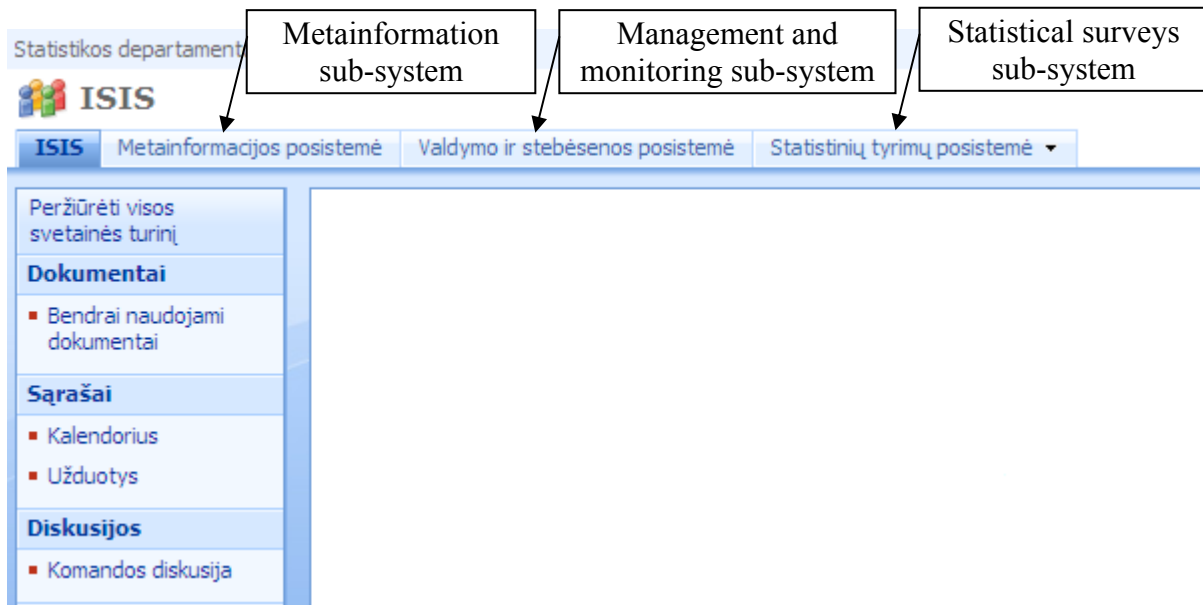 Statistikos departament
Metainformation
sub-system
Management and
monitoring sub-system
Statistical surveys
sub-system
ISIS
ISIS Metainformacijos posistemė Valdymo ir stebėsenos posistemė Statistinių tyrimų posistemė
Peržiūrėti visos
svetainės turinį
Dokumentai
Bendrai naudojami
dokumentai
Sąrašai
Kalendorius
Užduotys
Diskusijos
Komandos diskusija